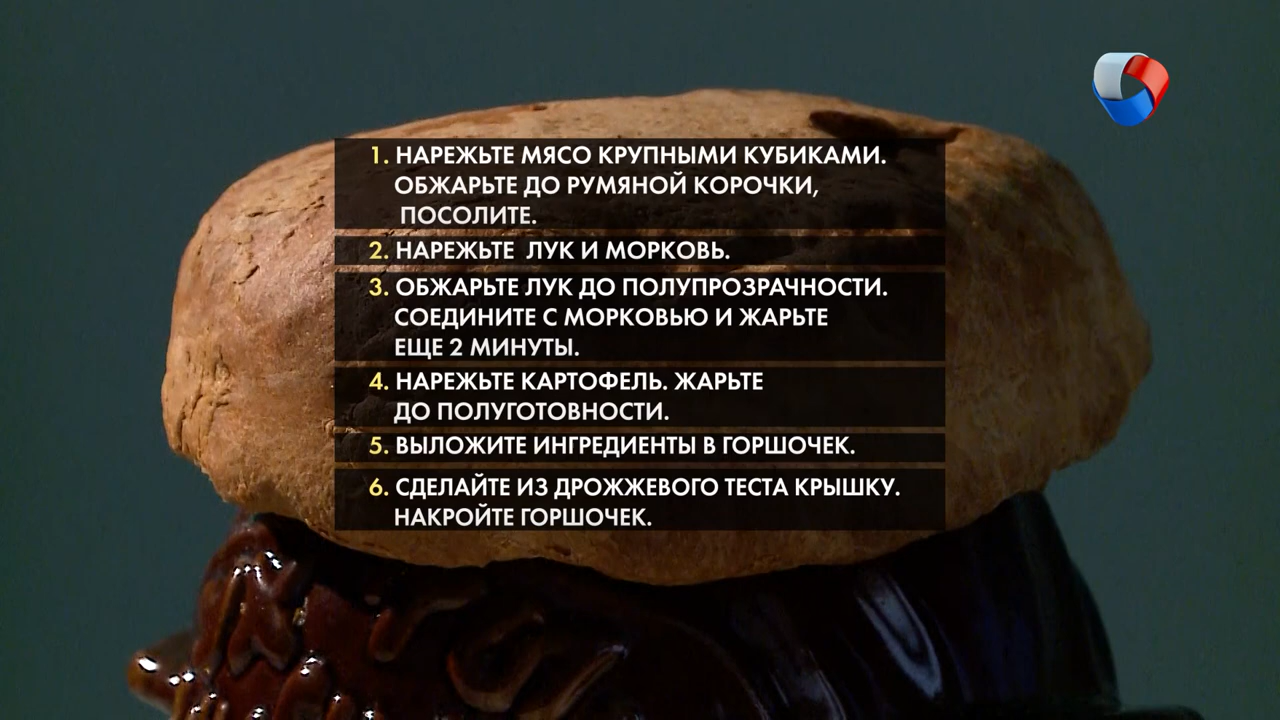 1. НАРЕЖЬТЕ МЯСО КРУПНЫМИ КУБИКАМИ.
ОБЖАРЬТЕ ДО РУМЯНОЙ КОРОЧКИ,
ПОСОЛИТЕ.
2. НАРЕЖЬТЕ ЛУК И МОРКОВЬ.
3. ОБЖАРЬТЕ ЛУК ДО ПОЛУПРОЗРАЧНОСТИ.
СОЕДИНИТЕ С МОРКОВЬЮ И ЖАРЬТЕ
ЕЩЕ 2 МИНУТЫ.
4. НАРЕЖЬТЕ КАРТОФЕЛЬ. ЖАРЬТЕ
ДО ПОЛУГОТОВНОСТИ.
5. ВЫЛОЖИТЕ ИНГРЕДИЕНТЫ В ГОРШОЧЕК.
6. СДЕЛАЙТЕ ИЗ ДРОЖЖЕВОГО ТЕСТА КРЫШКУ.
НАКРОЙТЕ ГОРШОЧЕК.